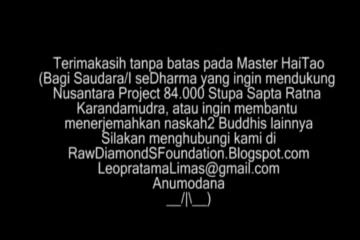 Terimakasih tanpa batas pada Master HaiTao
(Bagi Saudara/I seDharma yang ingin mendukung
Nusantara Project 84.000 Stupa Sapta Ratna
Karandamudra, atau ingin membantu
menerjemahkan naskah2 Buddhis lainnya
Silakan menghubungi kami di
RawDiamondSFoundation.Blogspot.com
LeopratamaLimas@gmail.com
Anumodana
__/|\__)